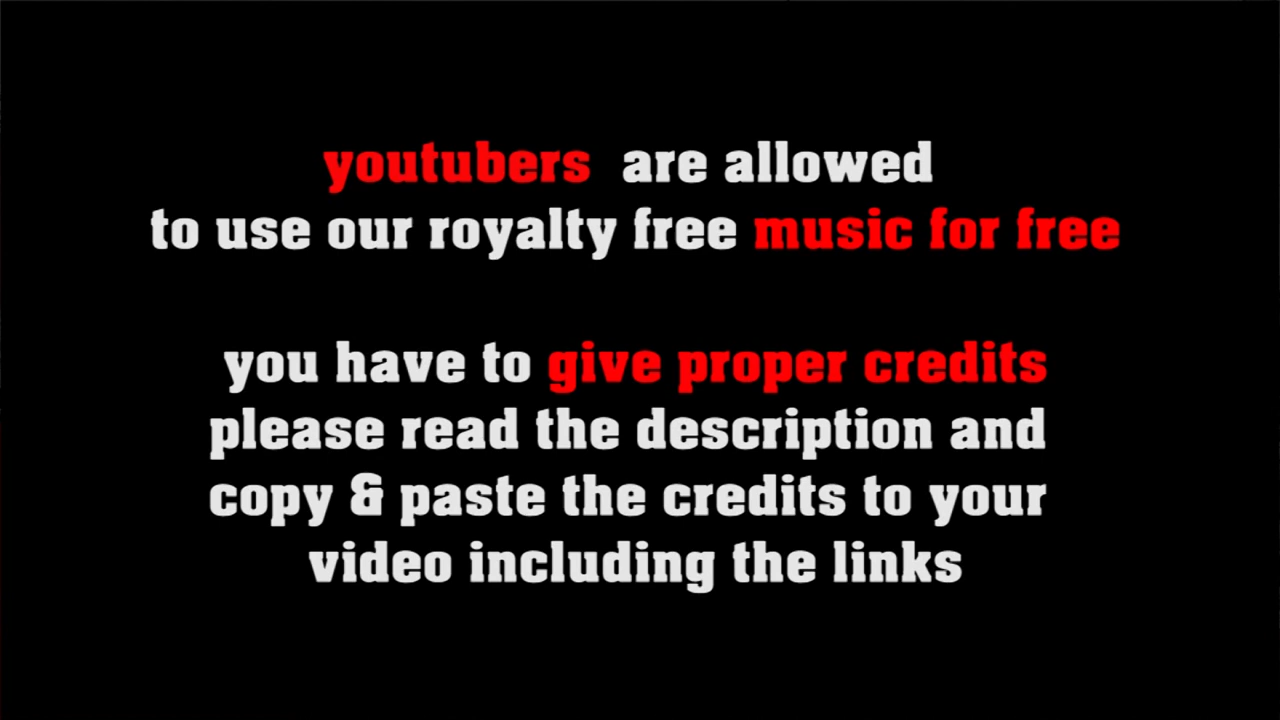 youtubers are allowed
to use our royalty free music for free
you have to give proper credits
please read the description and
copy & paste the credits to your
video including the links